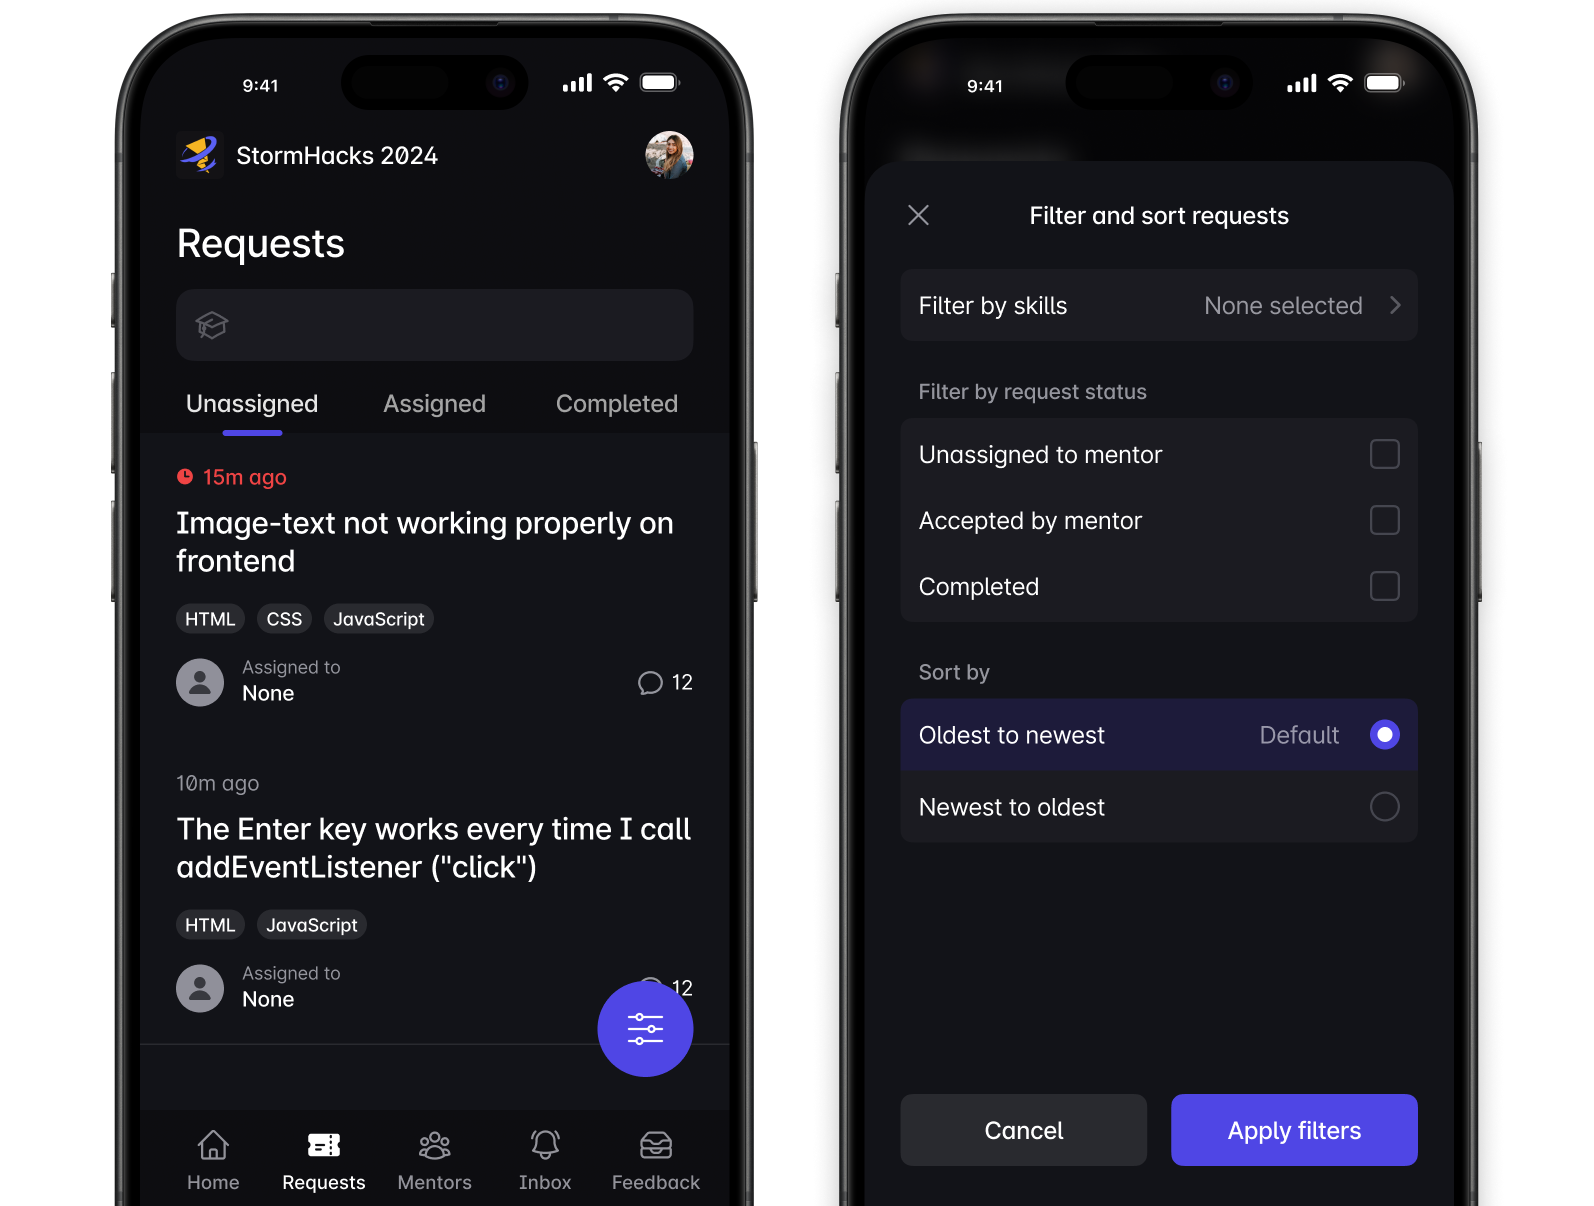 9:41
StormHacks 2024
Requests
Unassigned
Assigned
Completed
15m ago
Image-text not working properly on
frontend
HTML
CSS
JavaScript
Assigned to
None
12
10m ago
The Enter key works every time I call
addEventListener ("click")
HTML
JavaScript
Assigned to
None
12
Home
Requests
Mentors
Inbox
Feedback
9:41
Filter and sort requests
Filter by skills
None selected
Filter by request status
Unassigned to mentor
Accepted by mentor
Completed
Sort by
Oldest to newest
Default
Newest to oldest
Cancel
Apply filters